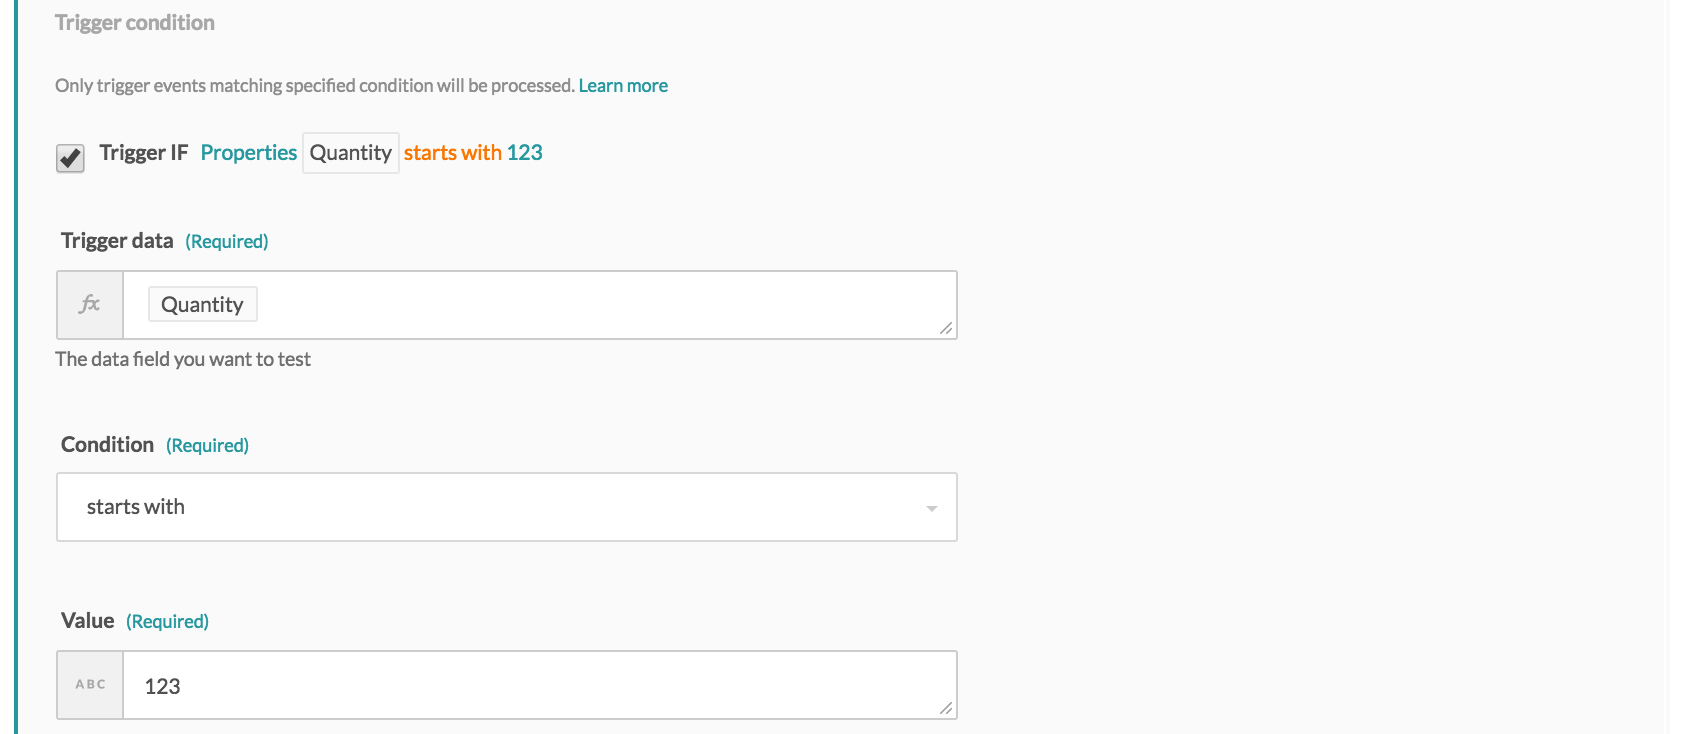 Trigger condition
Only trigger events matching specified condition will be processed. Learn more
Trigger IF Properties Quantity starts with 123
Trigger data (Required)
fx Quantity
The data field you want to test
Condition (Required)
starts with
Value (Required)
ABC 123